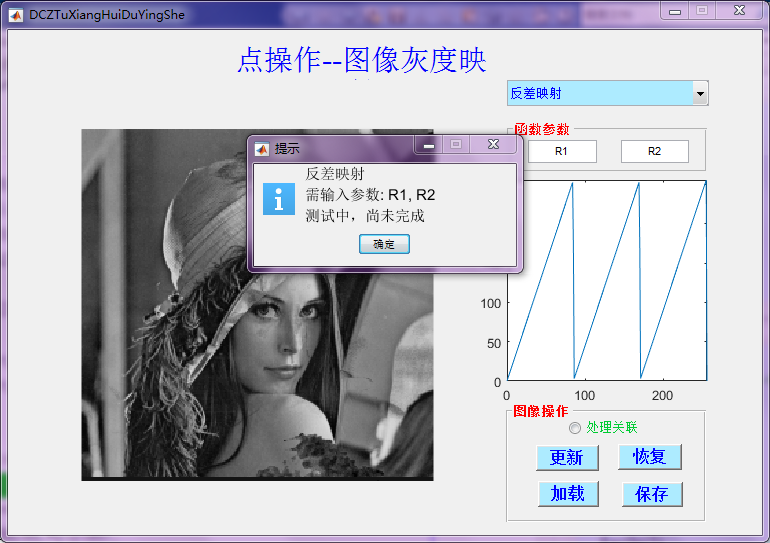 DCZTuXiangHuiDuYingShe
点操作--图像灰度映
反差映射
函数参数
R1
R2
提示
反差映射
需输入参数: R1, R2
测试中，尚未完成
确定
100
50
0
0
100
200
图像操作
处理关联
更新
恢复
加载
保存